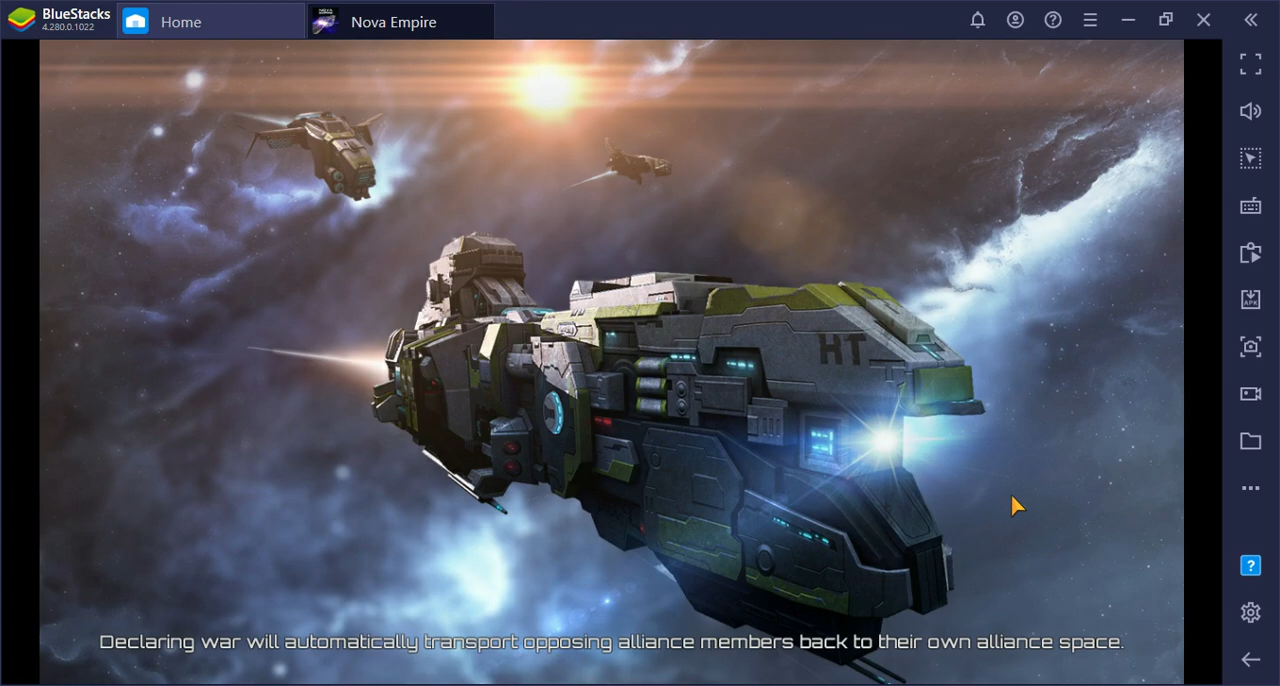 BlueStacks
4.280.0.1022
Home
Nova Empire
APK
HT
?
Declaring war will automatically transport opposing alliance members back to their own alliance space.